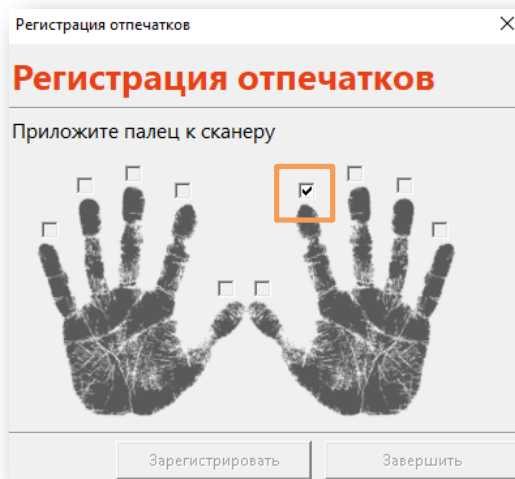 Регистрация отпечатков
Регистрация отпечатков
Приложите палец к сканеру
Зарегистрировать
Завершить